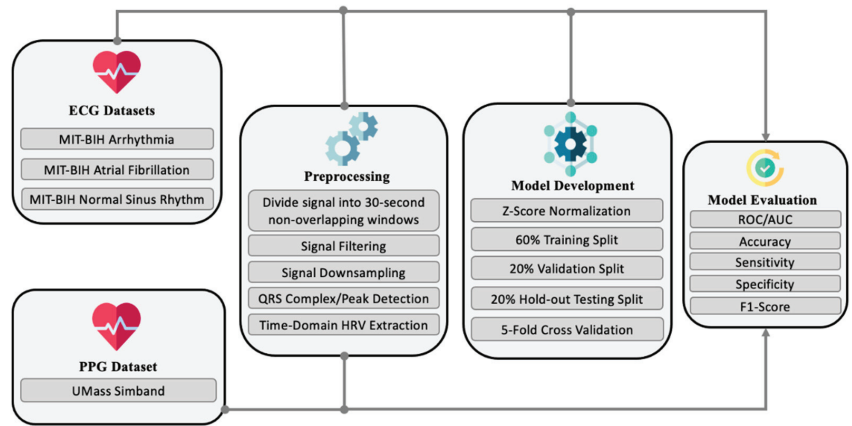 ECG Datasets
MIT-BIH Arrhythmia
MIT-BIH Atrial Fibrillation
MIT-BIH Normal Sinus Rhythm
PPG Dataset
UMass Simband
Preprocessing
Divide signal into 30-second
non-overlapping windows
Signal Filtering
Signal Downsampling
QRS Complex/Peak Detection
Time-Domain HRV Extraction
Model Development
Z-Score Normalization
60% Training Split
20% Validation Split
20% Hold-out Testing Split
5-Fold Cross Validation
Model Evaluation
ROC/AUC
Accuracy
Sensitivity
Specificity
F1-Score